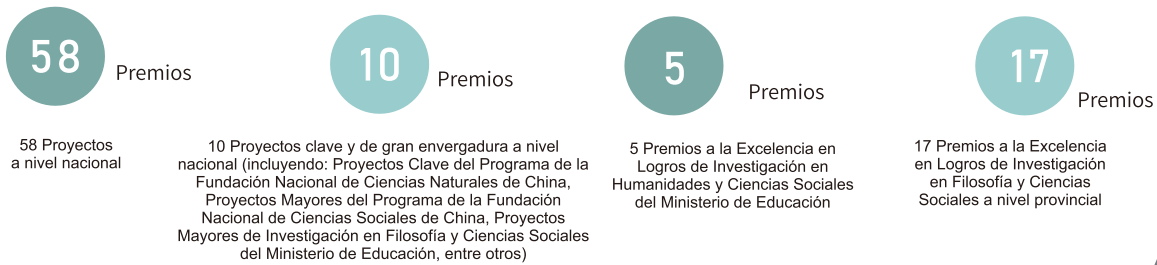 58
Premios
58 Proyectos
a nivel nacional
10
Premios
10 Proyectos clave y de gran envergadura a nivel
nacional (incluyendo: Proyectos Clave del Programa de la
Fundación Nacional de Ciencias Naturales de China,
Proyectos Mayores del Programa de la Fundación
Nacional de Ciencias Sociales de China, Proyectos
Mayores de Investigación en Filosofía y Ciencias Sociales
del Ministerio de Educación, entre otros)
5
Premios
5 Premios a la Excelencia en
Logros de Investigación en
Humanidades y Ciencias Sociales
del Ministerio de Educación
17
Premios
17 Premios a la Excelencia
en Logros de Investigación
en Filosofía y Ciencias
Sociales a nivel provincial